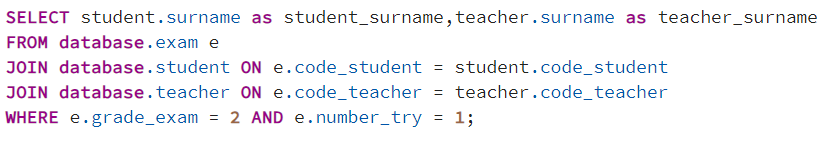 SELECT student.surname as student_surname,teacher.surname as teacher_surname
FROM database.exam e
JOIN database.student ON e.code_student = student.code_student
JOIN database.teacher ON e.code_teacher = teacher.code_teacher
WHERE e.grade_exam = 2 AND e.number_try = 1;